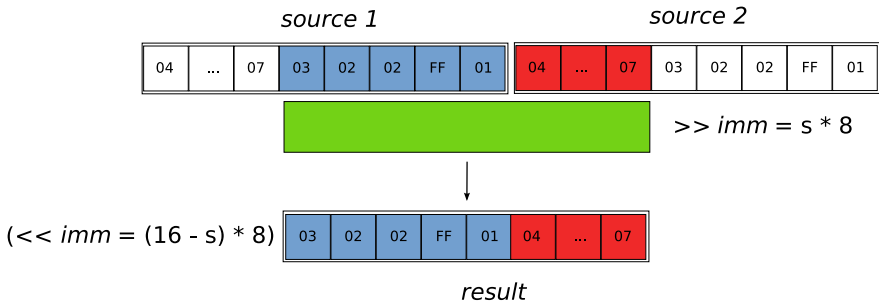 source 1
source 2
04 ... 07 03 02 02 FF 01 04 ... 07 03 02 02 FF 01
>> imm = s * 8
(<< imm = (16 - s) * 8) 03 02 02 FF 01 04 ... 07
result